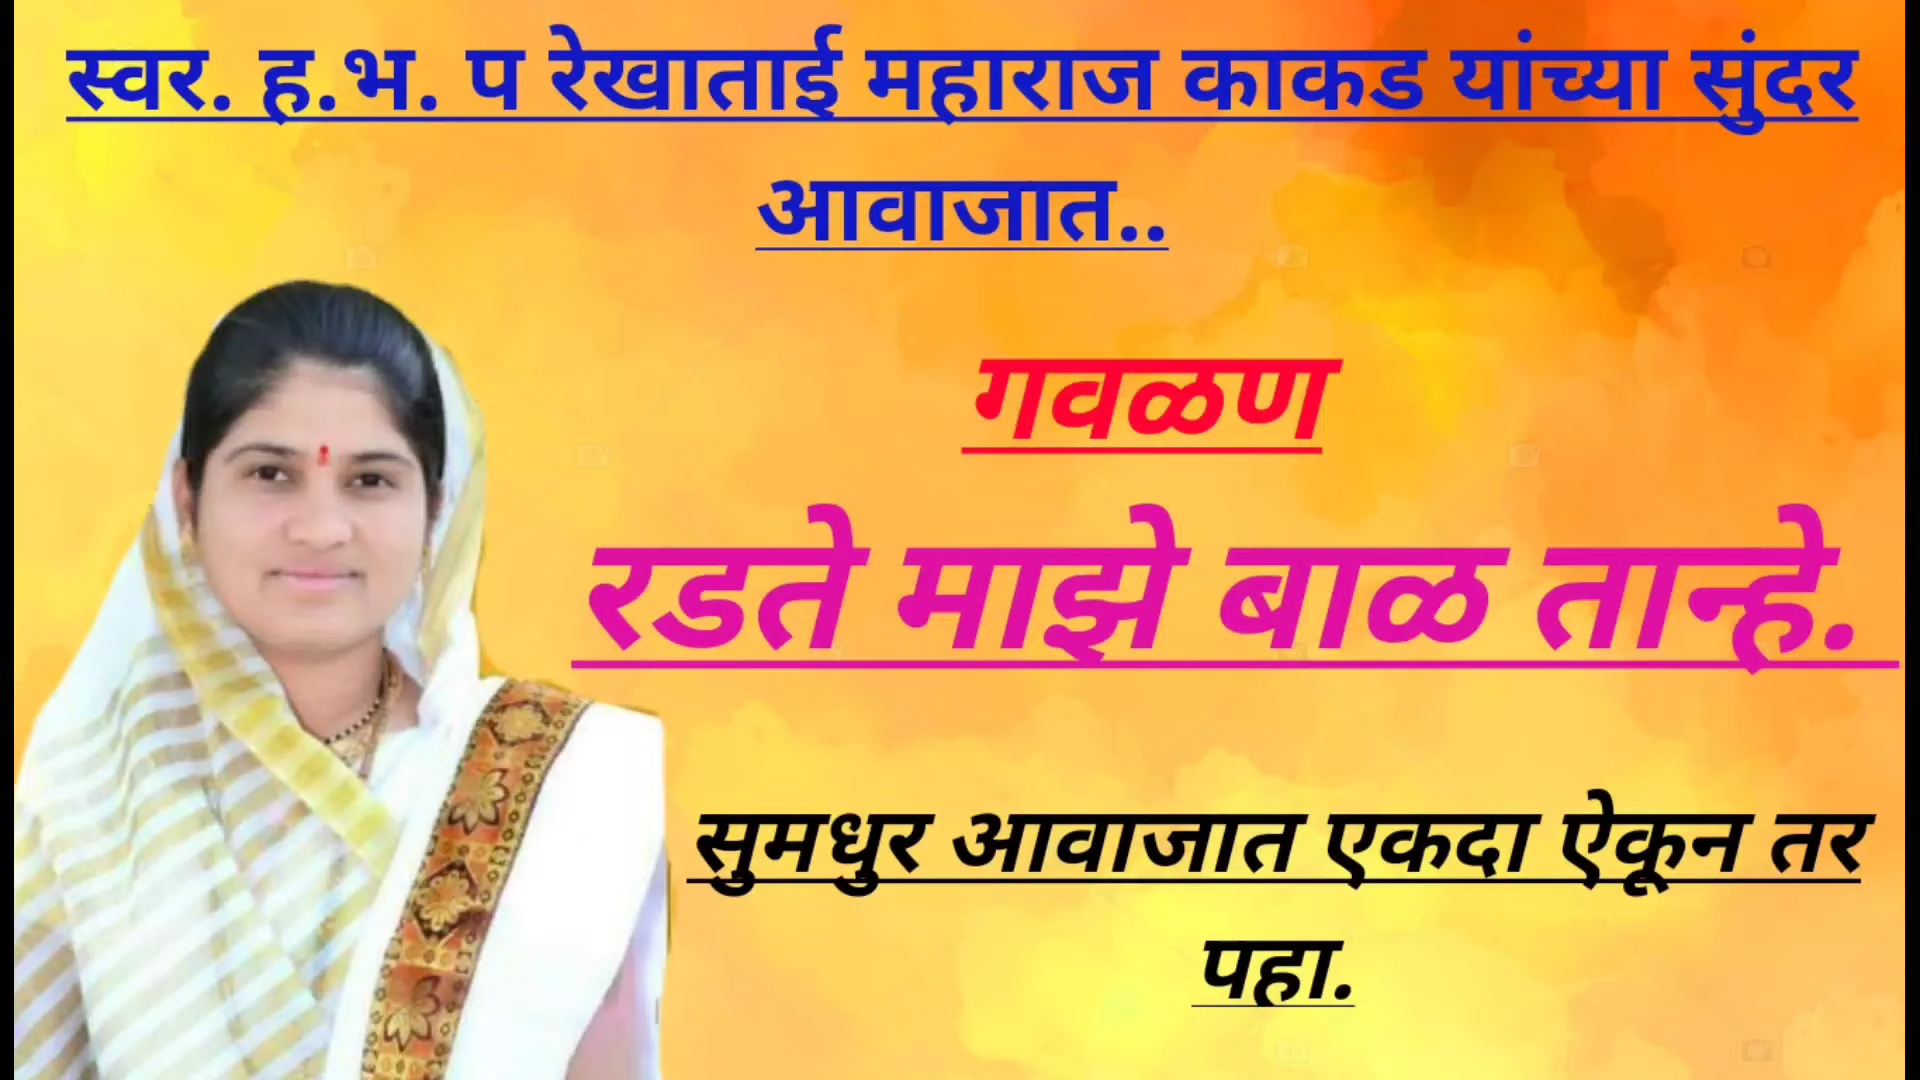 स्वर. ह.भ. प रेखाताई महाराज काकड यांच्या सुंदर
आवाजात..
गवळण
रडते माझे बाळ तान्हे.
सुमधुर आवाजात एकदा ऐकून तर
पहा.